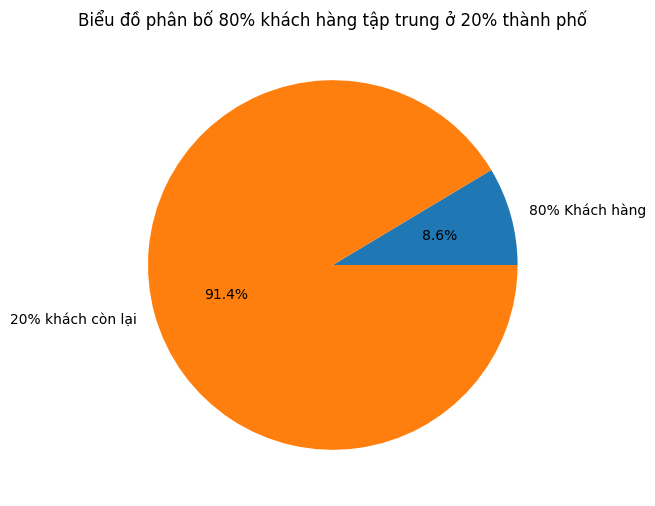 Biểu đồ phân bố 80% khách hàng tập trung ở 20% thành phố
80% Khách hàng
8.6%
91.4%
20% khách còn lại